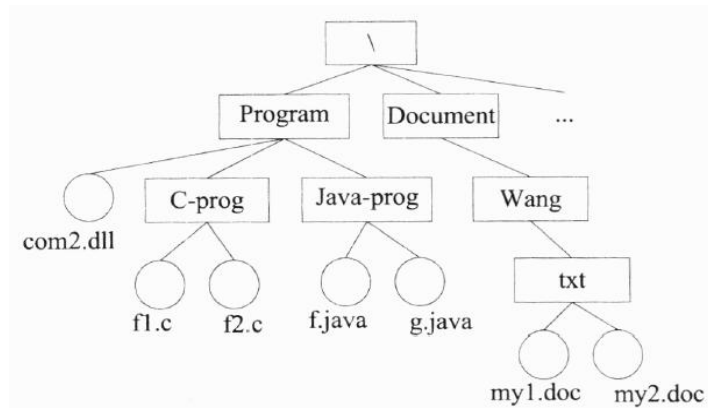 \
Program
Document
...
C-prog
Java-prog
Wang
com2.dll
txt
f1.c
f2.c
f.java
g.java
my1.doc
my2.doc